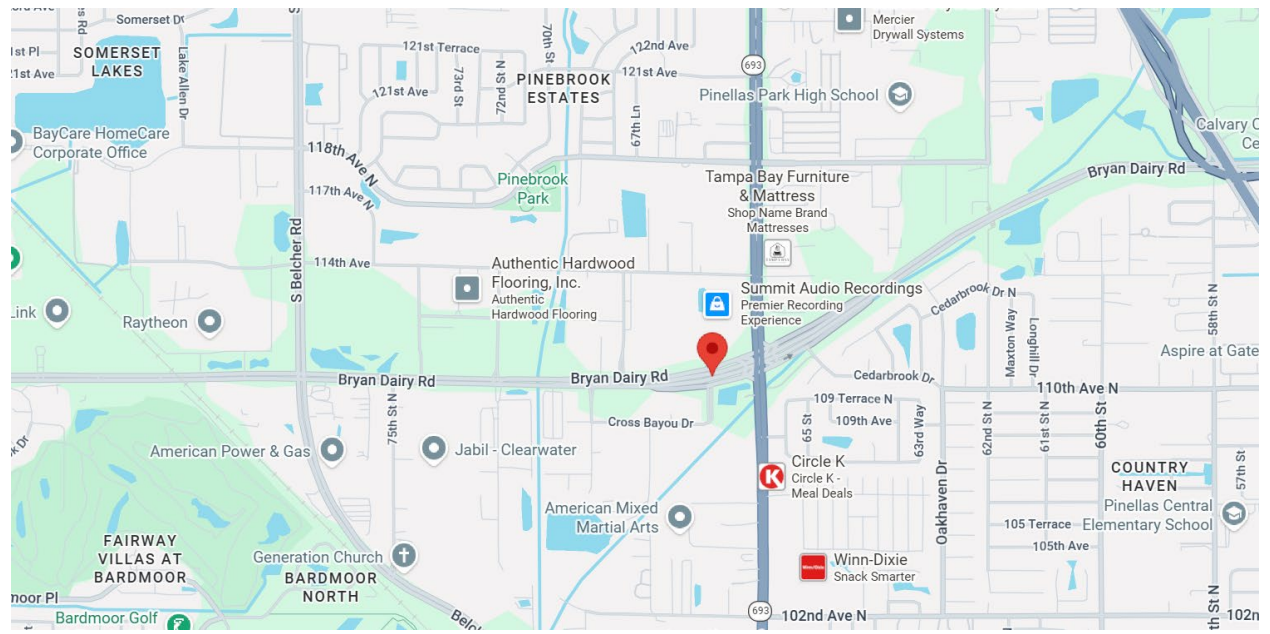 Somerset D
SOMERSET
LAKES
Lake Allen Dr
1st Pl
BayCare HomeCare
Corporate Office
S Belcher Rd
118th Ave N
117th Ave N
114th Ave
121st Terrace
121st Ave
73rd St
72nd St N
70th St
122nd Ave
121st Ave
67th Ln
PINEBROOK
ESTATES
Pinebrook
Park
693
Mercier
Drywall Systems
Pinellas Park High School
Calvary C
Ce
Bryan Dairy Rd
Tampa Bay Furniture
& Mattress
Shop Name Brand
Mattresses
Authentic Hardwood
Flooring, Inc.
Authentic
Hardwood Flooring
Summit Audio Recordings
Premier Recording
Experience
ink
Raytheon
Cedarbrook Dr N
Maxton Way
Longhill Dr
58th St N
Aspire at Gate
Bryan Dairy Rd
Bryan Dairy Rd
Cedarbrook Dr
110th Ave N
109 Terrace N
109th Ave
65 St
63rd Way
62nd St N
61st St N
60th St
57th St
Cross Bayou Dr
75th St N
American Power & Gas
Jabil - Clearwater
Circle K
Circle K -
Meal Deals
COUNTRY
HAVEN
Pinellas Central
Elementary School
American Mixed
Martial Arts
Oakhaven Dr
105 Terrace
105th Ave
FAIRWAY
VILLAS AT
BARDMOOR
Generation Church
BARDMOOR
NORTH
Winn-Dixie
Winn-Dixie
Snack Smarter
moor Pl
Bardmoor Golf
Belc
693
102nd Ave N
th St N
102n